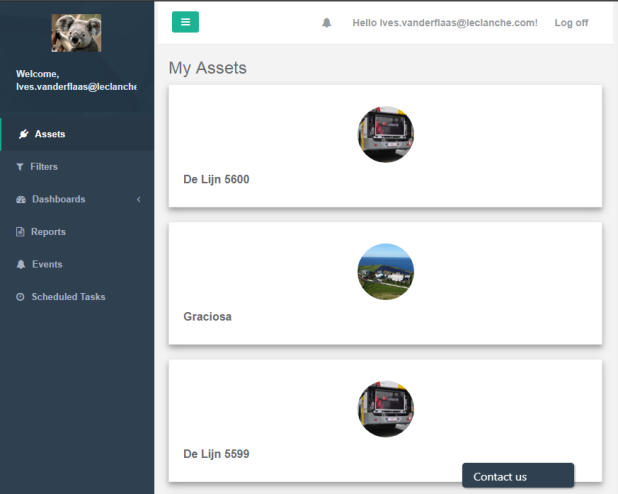 Welcome,
Ives.vanderflaas@leclanche
Assets
Filters
Dashboards
Reports
Events
Scheduled Tasks
Hello Ives.vanderflaas@leclanche.com!
Log off
My Assets
De Lijn 5600
Graciosa
De Lijn 5599
Contact us